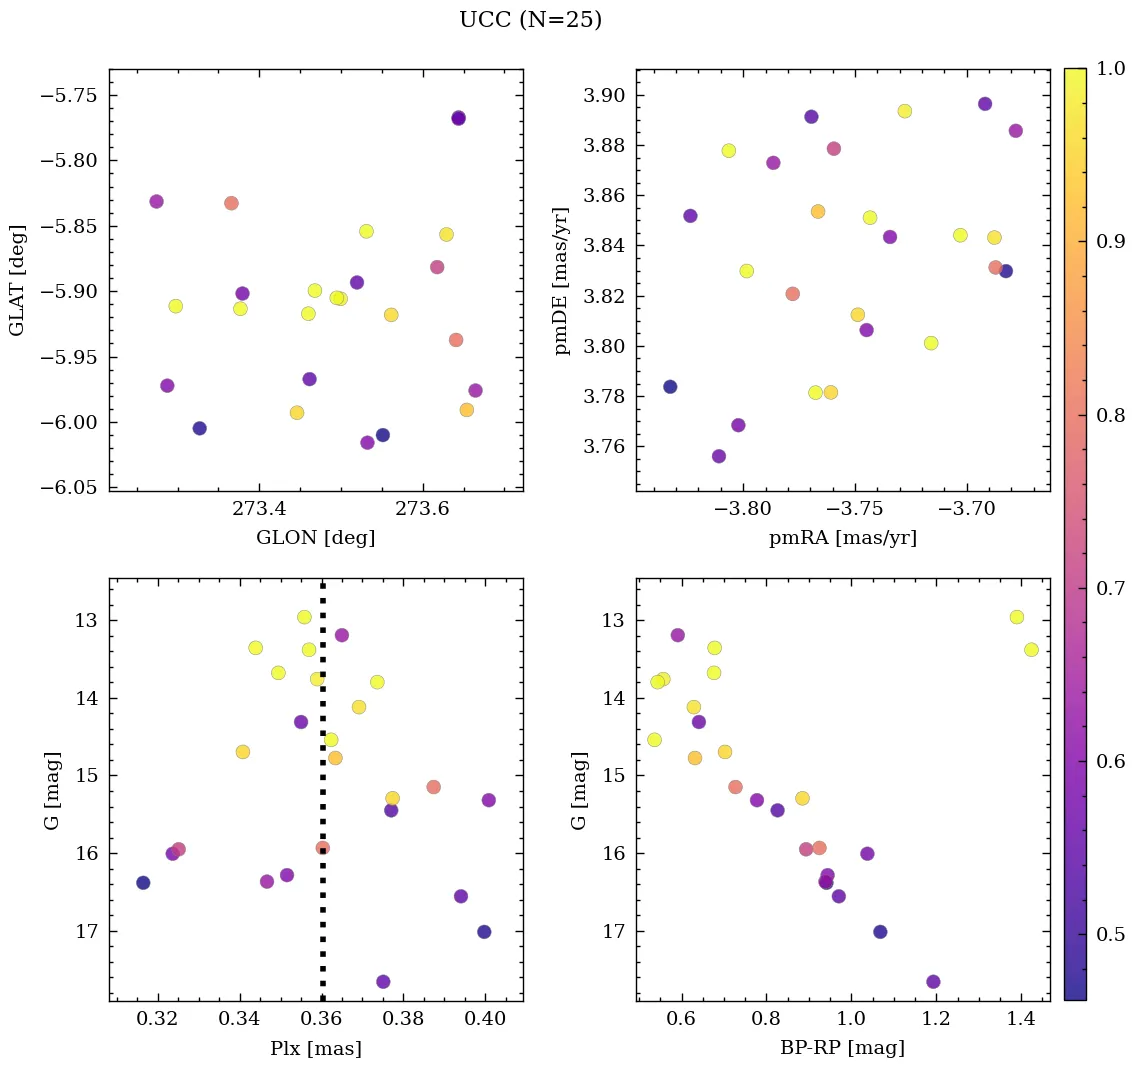 UCC (N=25)
−5.75
−5.80
−5.85
−5.90
−5.95
−6.00
−6.05
GLAT [deg]
273.4 273.6
GLON [deg]
3.90
3.88
3.86
3.84
3.82
3.80
3.78
3.76
pmDE [mas/yr]
−3.80 −3.75 −3.70
pmRA [mas/yr]
1.0
0.9
0.8
0.7
0.6
0.5
13
14
15
16
17
G [mag]
0.32 0.34 0.36 0.38 0.40
Plx [mas]
13
14
15
16
17
G [mag]
0.6 0.8 1.0 1.2 1.4
BP-RP [mag]